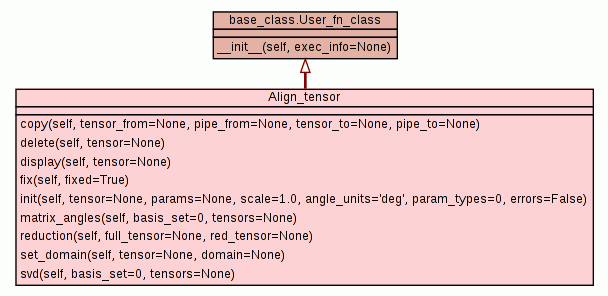 base_class.User_fn_class
__init__(self, exec_info=None)
Align_tensor
copy(self, tensor_from=None, pipe_from=None, tensor_to=None, pipe_to=None)
delete(self, tensor=None)
display(self, tensor=None)
fix(self, fixed=True)
init(self, tensor=None, params=None, scale=1.0, angle_units='deg', param_types=0, errors=False)
matrix_angles(self, basis_set=0, tensors=None)
reduction(self, full_tensor=None, red_tensor=None)
set_domain(self, tensor=None, domain=None)
svd(self, basis_set=0, tensors=None)